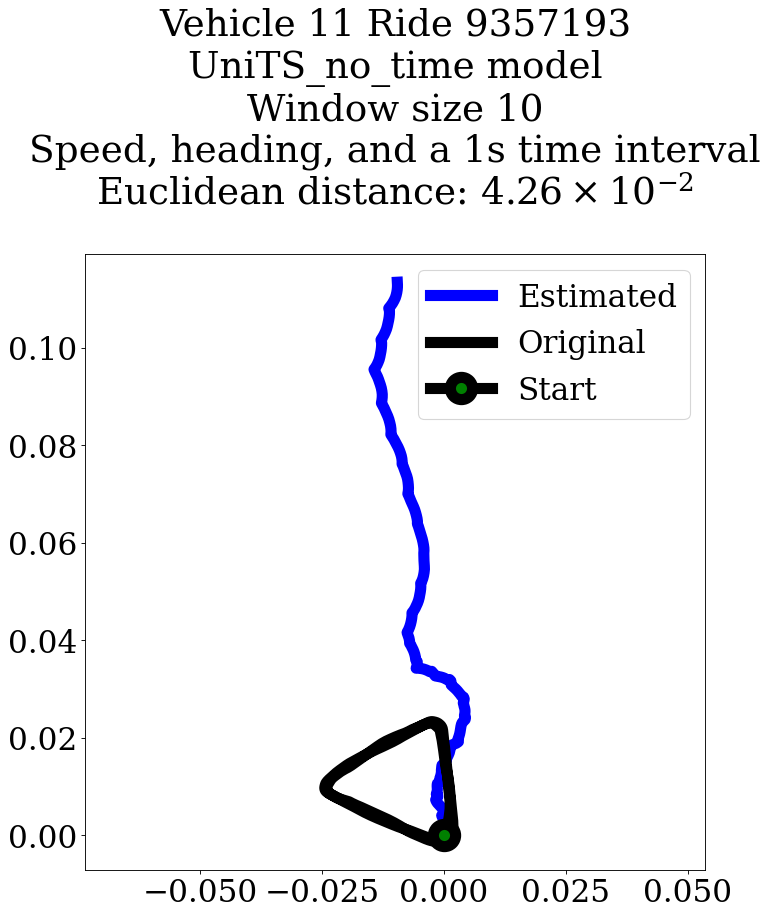 Vehicle 11 Ride 9357193
UniTS_no_time model
Window size 10
Speed, heading, and a 1s time interval
Euclidean distance: 4.26 × 10⁻²
Estimated
Original
Start
0.10
0.08
0.06
0.04
0.02
0.00
−0.050 −0.025 0.000 0.025 0.050